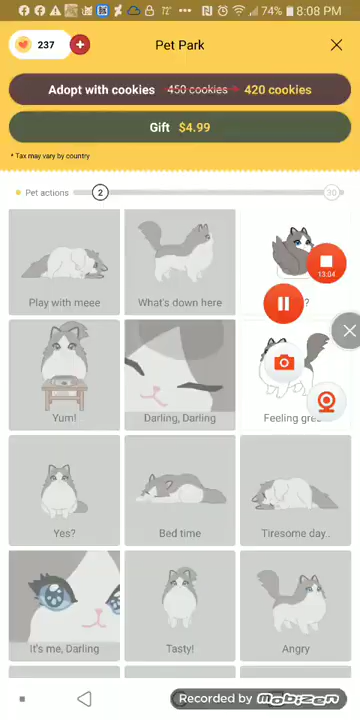 72° 74% 8:08 PM
237 + Pet Park
Adopt with cookies 450 cookies 420 cookies
Gift $4.99
* Tax may vary by country
Pet actions 2 30
13:04
Play with meee What's down here ?
Yum! Darling, Darling Feeling gre
Yes? Bed time Tiresome day..
It's me, Darling Tasty! Angry
Recorded by mobizen